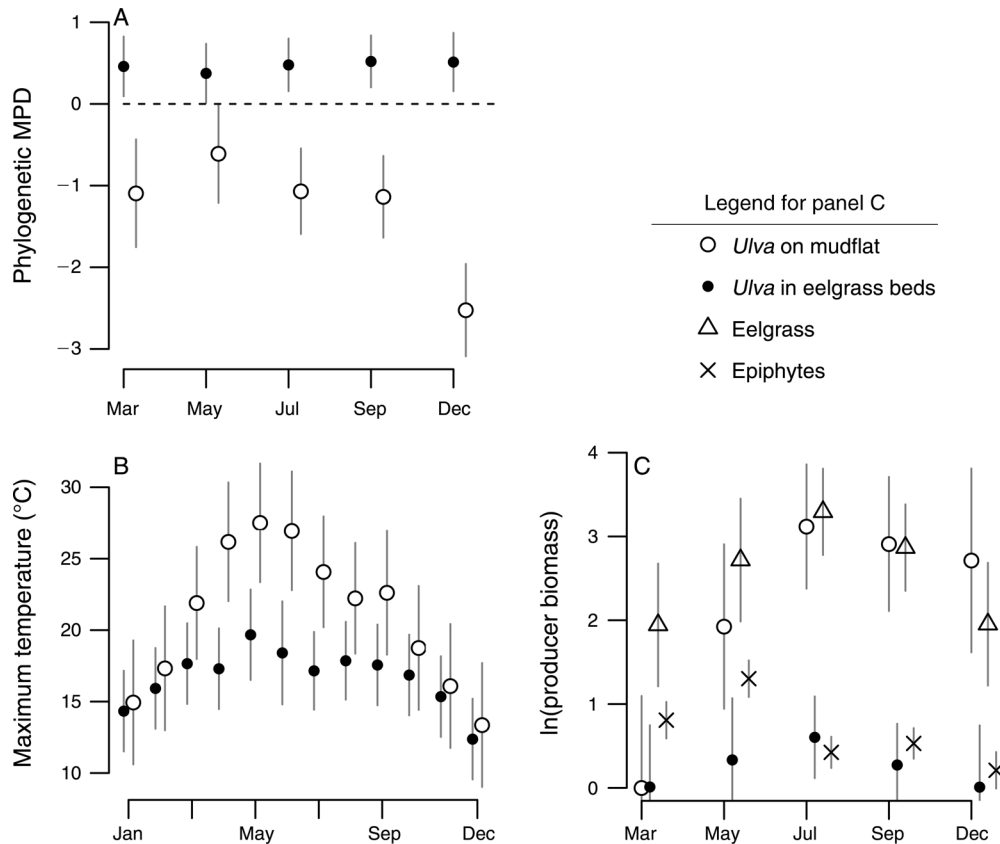 A
Phylogenetic MPD
1
0
−1
−2
−3
Mar May Jul Sep Dec
Legend for panel C
Ulva on mudflat
Ulva in eelgrass beds
Eelgrass
Epiphytes
B
Maximum temperature (°C)
30
25
20
15
10
Jan May Sep Dec
C
ln(producer biomass)
4
3
2
1
0
Mar May Jul Sep Dec